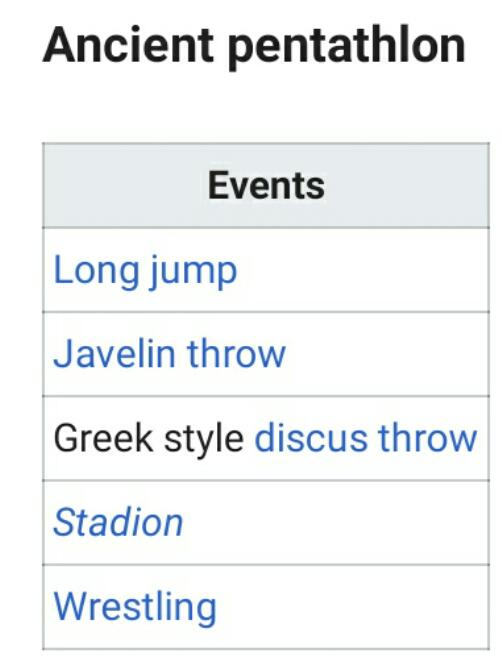 Ancient pentathlon
Events
Long jump
Javelin throw
Greek style discus throw
Stadion
Wrestling